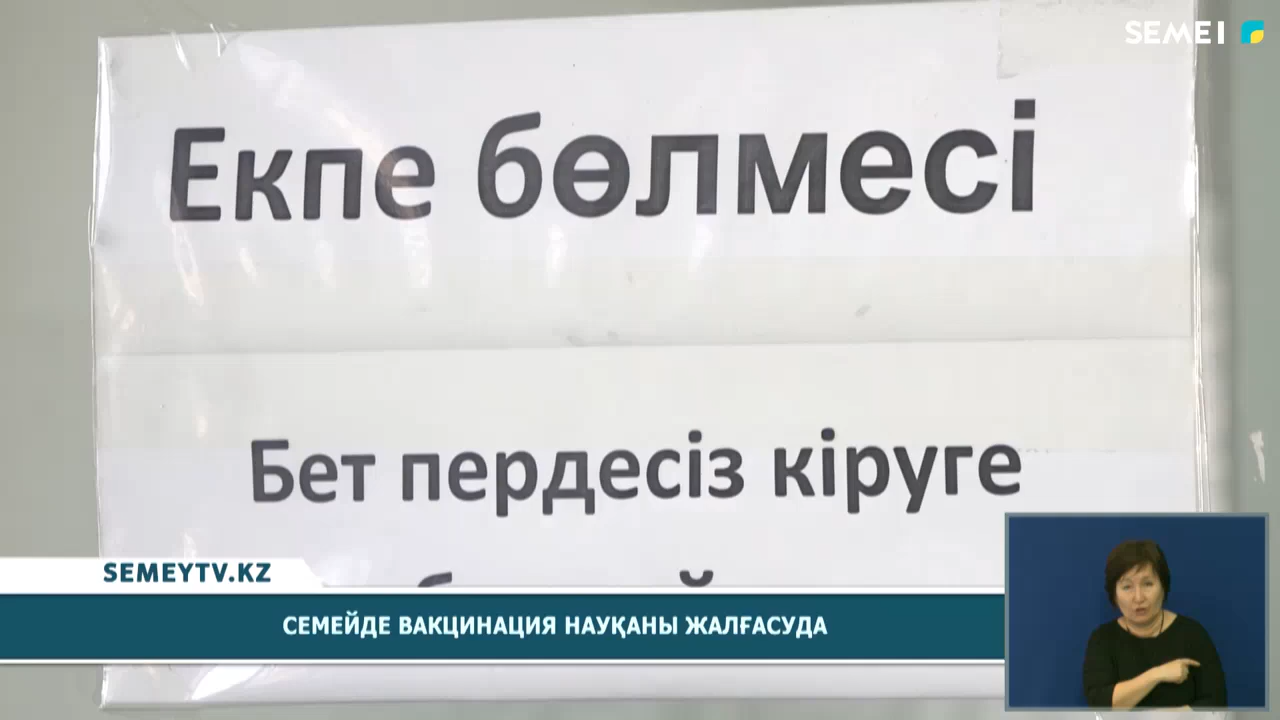 SEMEI
Екпе бөлмесі
Бет пердесіз кіруге
SEMEYTV.KZ
СЕМЕЙДЕ ВАКЦИНАЦИЯ НАУҚАНЫ ЖАЛҒАСУДА